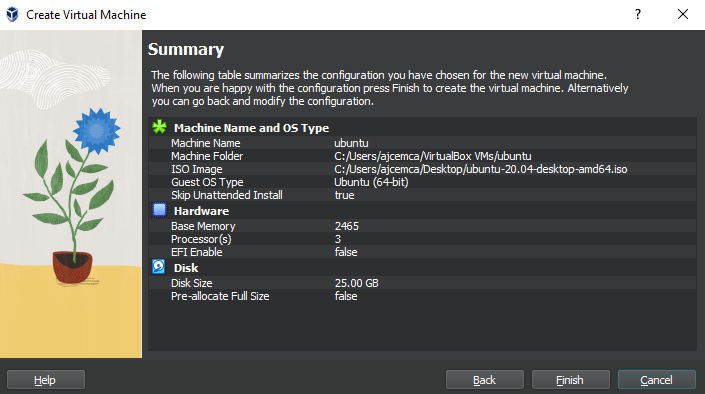 Create Virtual Machine
?
Summary
The following table summarizes the configuration you have chosen for the new virtual machine.
When you are happy with the configuration press Finish to create the virtual machine. Alternatively
you can go back and modify the configuration.
Machine Name and OS Type
Machine Name ubuntu
Machine Folder C:/Users/ajcemca/VirtualBox VMs/ubuntu
ISO Image C:/Users/ajcemca/Desktop/ubuntu-20.04-desktop-amd64.iso
Guest OS Type Ubuntu (64-bit)
Skip Unattended Install true
Hardware
Base Memory 2465
Processor(s) 3
EFI Enable false
Disk
Disk Size 25.00 GB
Pre-allocate Full Size false
Help Back Finish Cancel